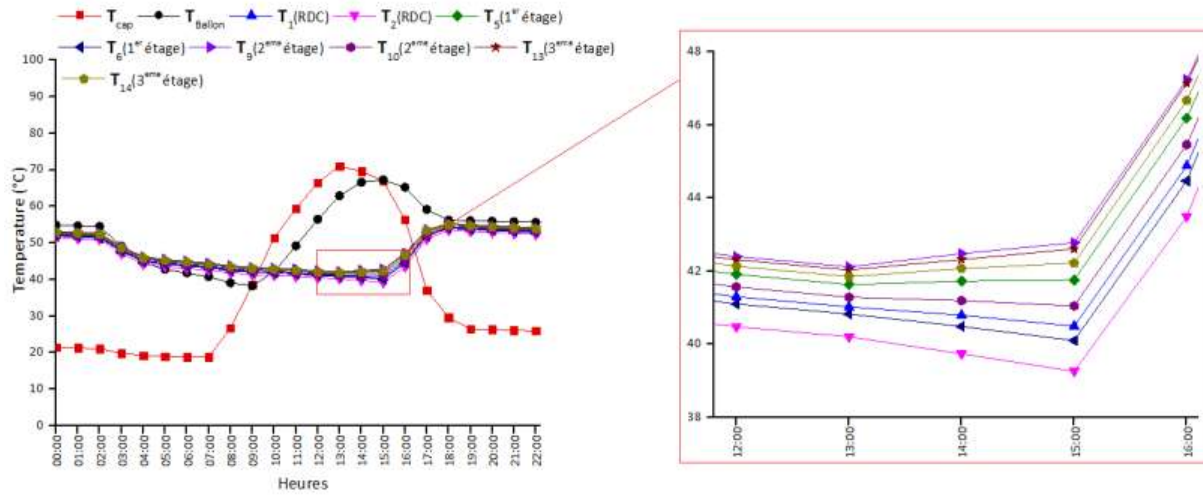 T_cap T_Ballon T_1(RDC) T_2(RDC) T_5(1^er étage)
T_6(1^er étage) T_9(2^eme étage) T_10(2^eme étage) T_13(3^eme étage)
T_14(3^eme étage)
Temperature (°C)
100
90
80
70
60
50
40
30
20
10
0
00:00 01:00 02:00 03:00 04:00 05:00 06:00 07:00 08:00 09:00 10:00 11:00 12:00 13:00 14:00 15:00 16:00 17:00 18:00 19:00 20:00 21:00 22:00
Heures
48
46
44
42
40
38
12:00 13:00 14:00 15:00 16:00